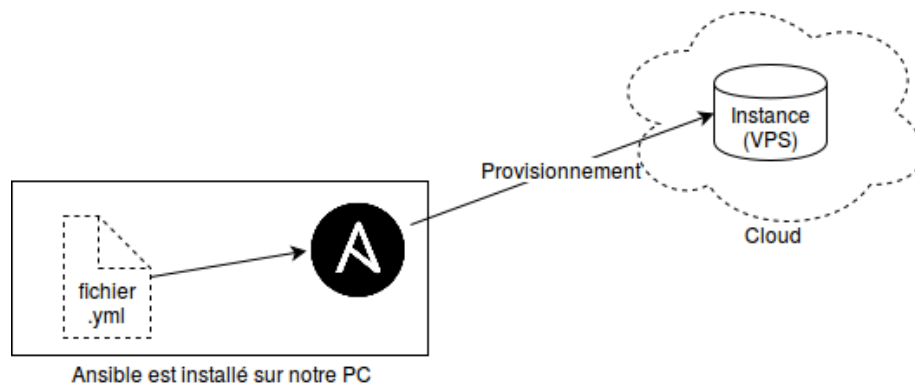 Instance
(VPS)
Provisionnement
Cloud
fichier
.yml
Ansible est installé sur notre PC